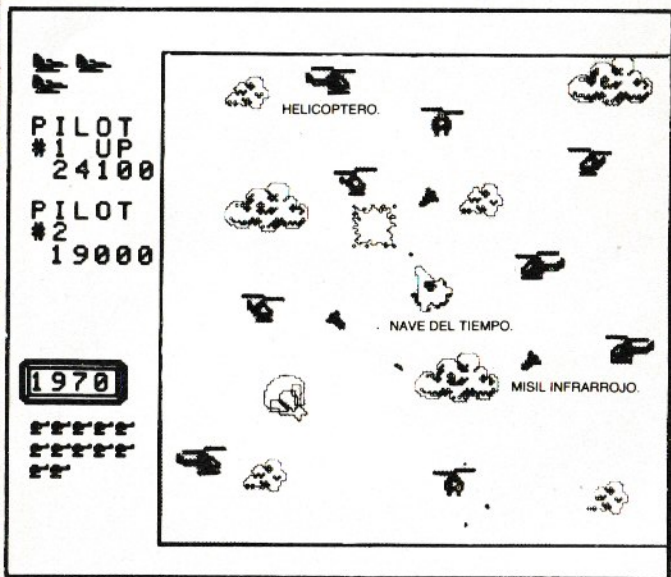 PILOT
#1 UP
24100
PILOT
#2
19000
1970
HELICOPTERO.
NAVE DEL TIEMPO.
MISIL INFRARROJO.